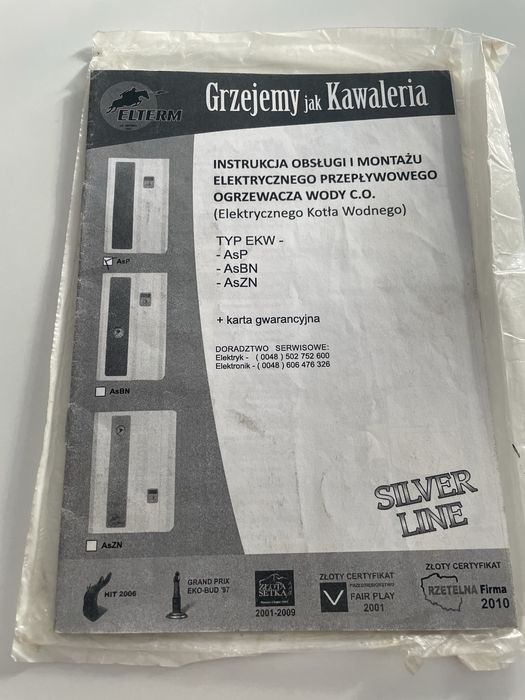 ELTERM
Grzejemy jak Kawaleria
INSTRUKCJA OBSŁUGI I MONTAŻU
ELEKTRYCZNEGO PRZEPŁYWOWEGO
OGRZEWACZA WODY C.O.
(Elektrycznego Kotła Wodnego)
TYP EKW -
- AsP
- AsBN
- AsZN
+ karta gwarancyjna
DORADZTWO SERWISOWE:
Elektryk - ( 0048 ) 502 752 600
Elektronik - ( 0048 ) 606 476 326
AsP
AsBN
AsZN
SILVER
LINE
HIT 2006
GRAND PRIX
EKO-BUD '97
ZŁOTA
SETKA
2001-2009
ZŁOTY CERTYFIKAT
PRZEDSIĘBIORSTWO
FAIR PLAY
2001
ZŁOTY CERTYFIKAT
RZETELNA Firma
2010